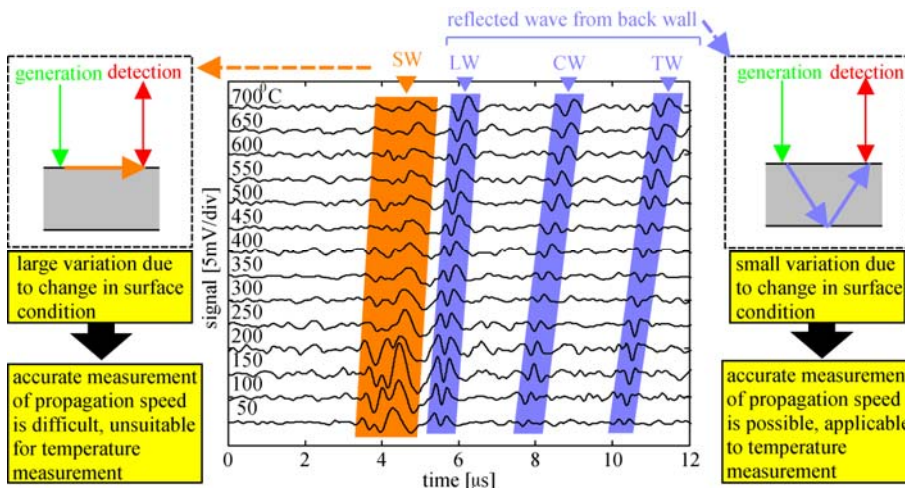 reflected wave from back wall
generation detection
large variation due
to change in surface
condition
accurate measurement
of propagation speed
is difficult, unsuitable
for temperature
measurement
SW LW CW TW
signal [5mV/div]
700°C
650
600
550
500
450
400
350
300
250
200
150
100
50
0 2 4 6 8 10 12
time [μs]
generation detection
small variation due
to change in surface
condition
accurate measurement
of propagation speed
is possible, applicable
to temperature
measurement